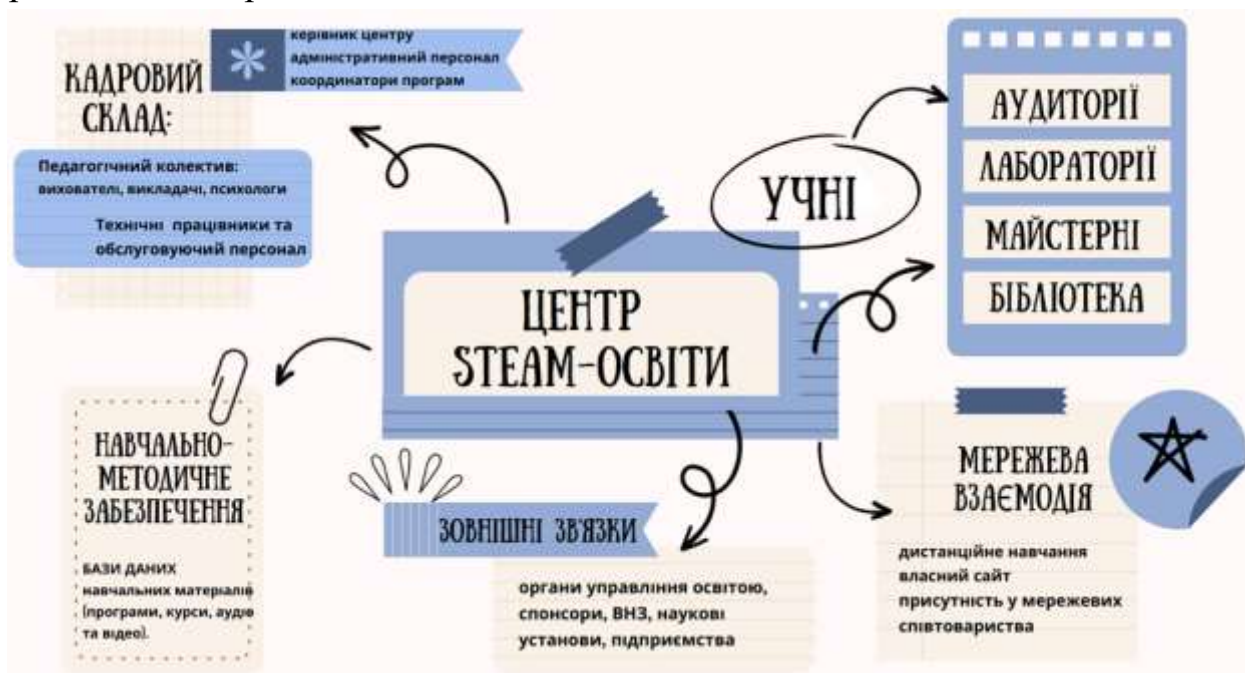 керівник центру
адміністративний персонал
координатори програм
КАДРОВИЙ
СКЛАД:
Педагогічний колектив:
вихователі, викладачі, психологи
Технічні працівники та
обслуговуючий персонал
УЧНІ
АУДИТОРІЇ
ЛАБОРАТОРІЇ
МАЙСТЕРНІ
БІБЛІОТЕКА
ЦЕНТР
STEAM-ОСВІТИ
НАВЧАЛЬНО-
МЕТОДИЧНЕ
ЗАБЕЗПЕЧЕННЯ
БАЗИ ДАНИХ
навчальних матеріалів
(програми, курси, аудіо
та відео).
ЗОВНІШНІ ЗВ'ЯЗКИ
органи управління освітою,
спонсори, ВНЗ, наукові
установи, підприємства
МЕРЕЖЕВА
ВЗАЄМОДІЯ
дистанційне навчання
власний сайт
присутність у мережевих
співтовариства